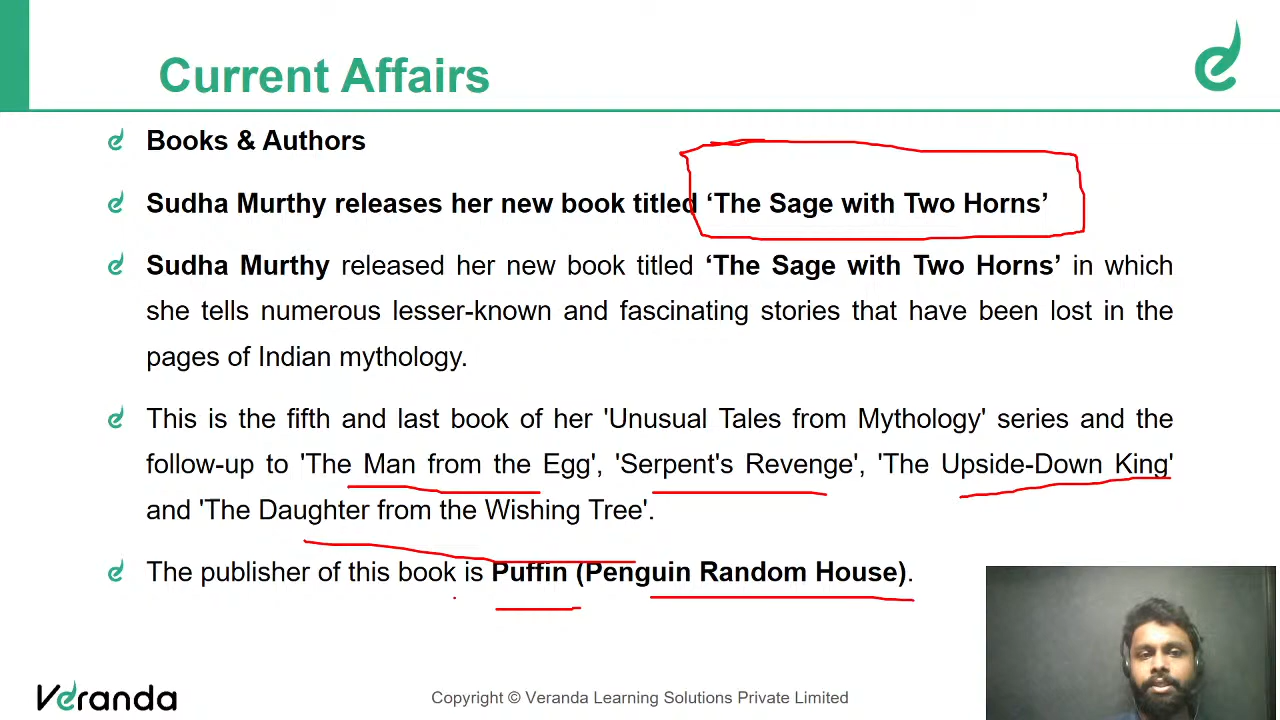 Current Affairs
Books & Authors
Sudha Murthy releases her new book titled ‘The Sage with Two Horns’
Sudha Murthy released her new book titled ‘The Sage with Two Horns’ in which
she tells numerous lesser-known and fascinating stories that have been lost in the
pages of Indian mythology.
This is the fifth and last book of her 'Unusual Tales from Mythology' series and the
follow-up to 'The Man from the Egg', 'Serpent's Revenge', 'The Upside-Down King'
and 'The Daughter from the Wishing Tree'.
The publisher of this book is Puffin (Penguin Random House).
Veranda
Copyright © Veranda Learning Solutions Private Limited